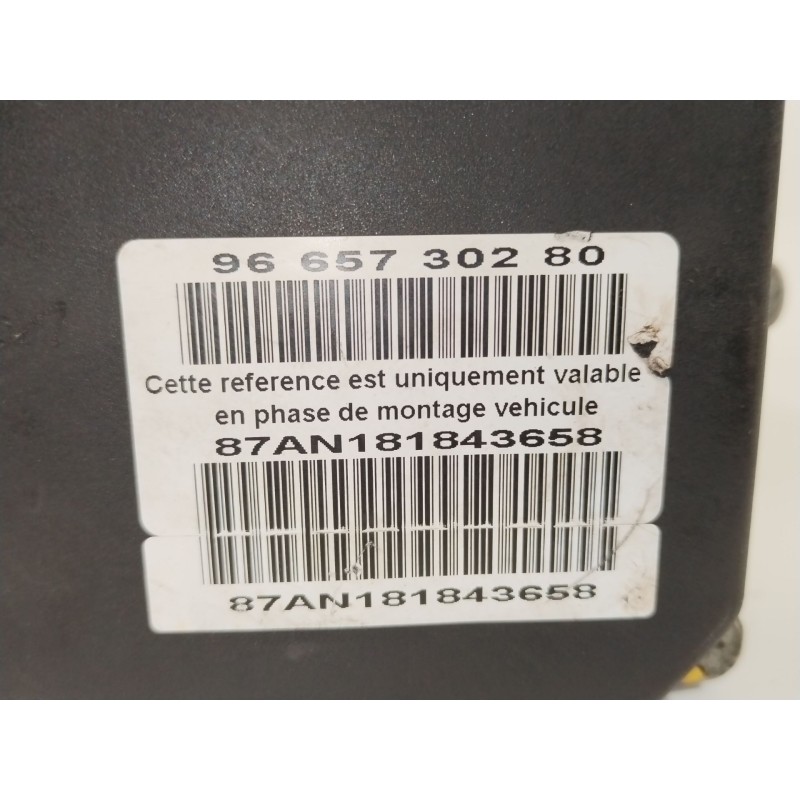 96 657 302 80
Cette reference est uniquement valable
en phase de montage vehicule
87AN181843658
87AN181843658